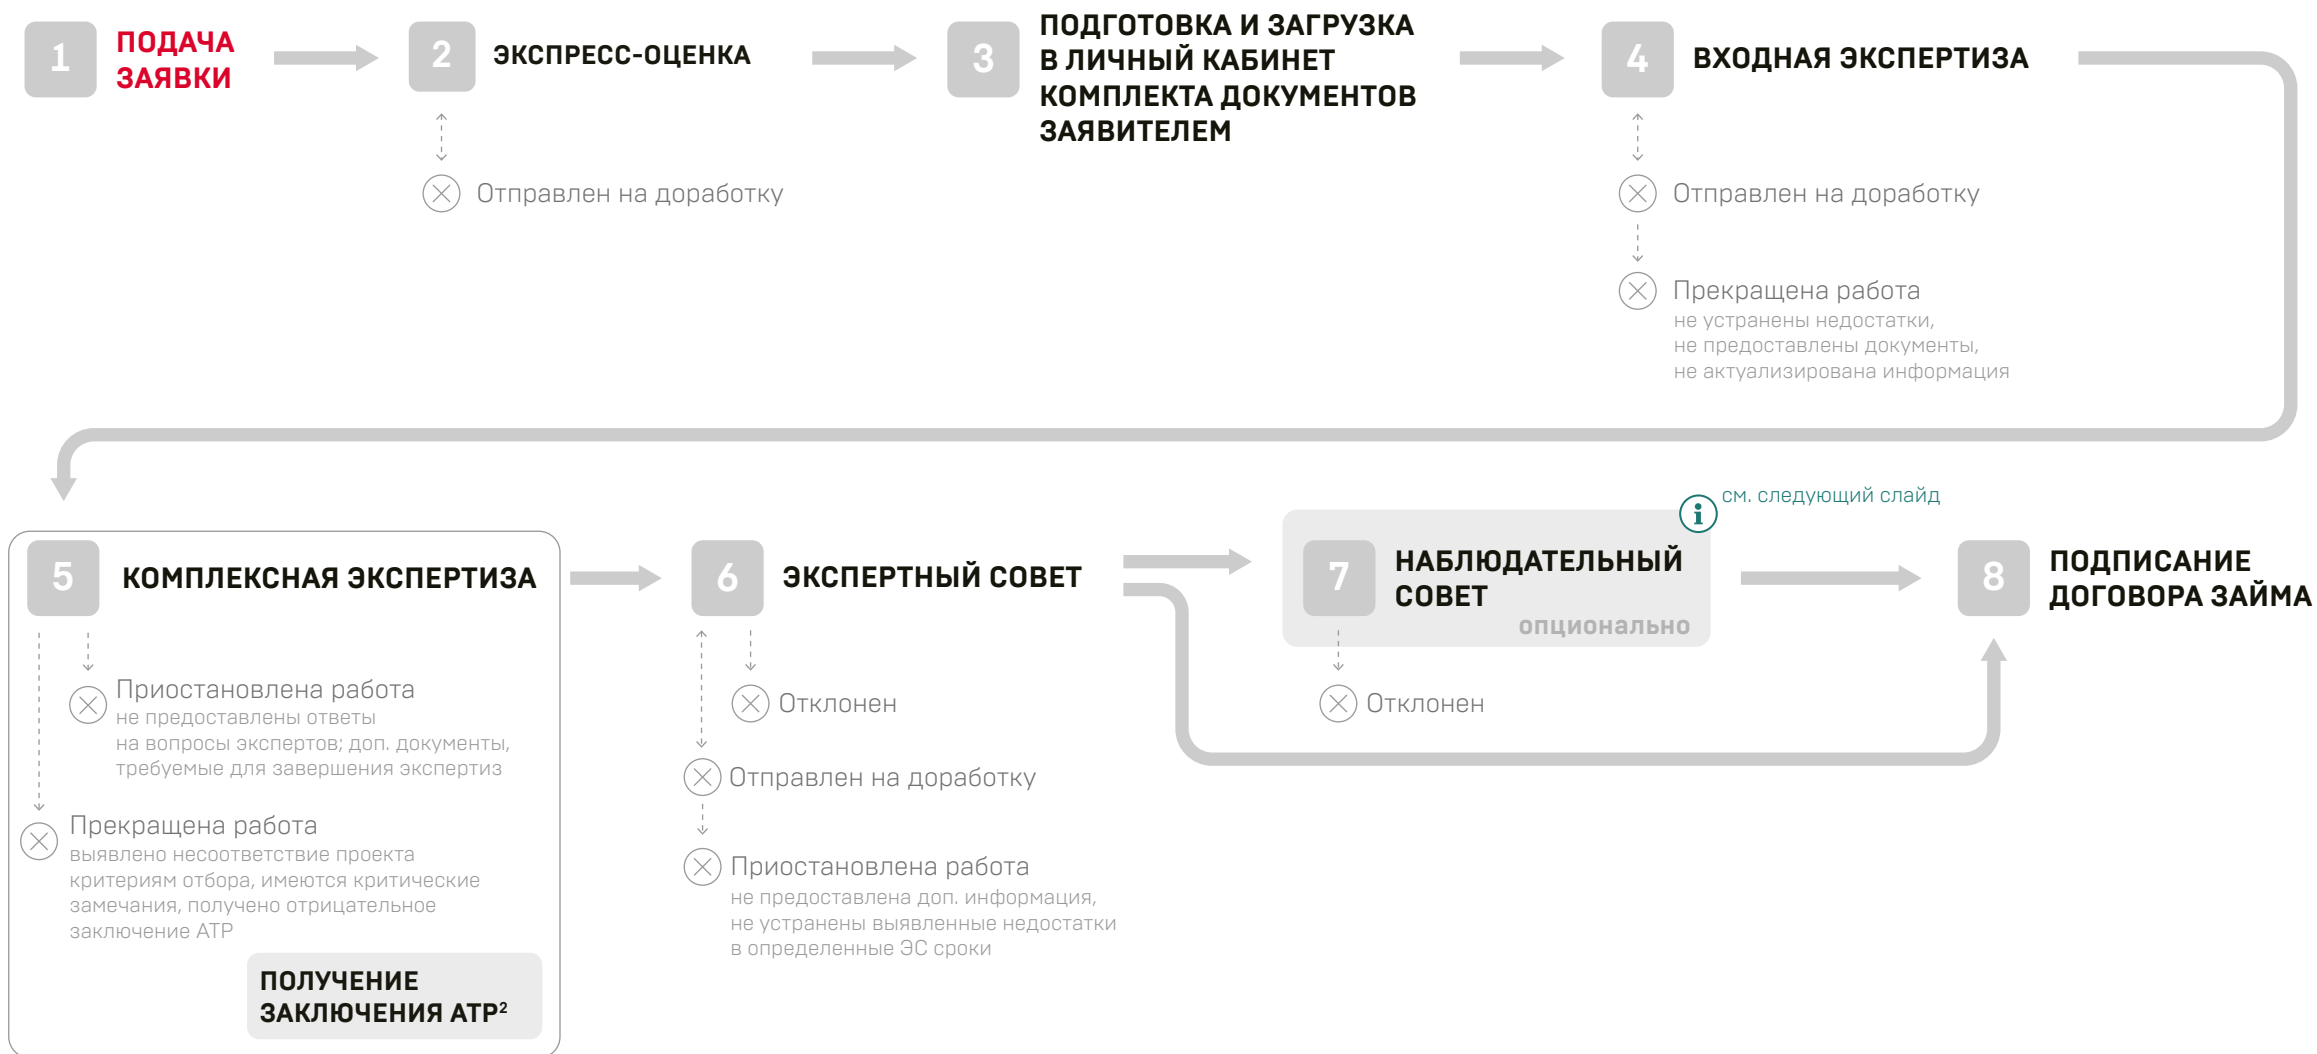 1
ПОДАЧА
ЗАЯВКИ
2
ЭКСПРЕСС-ОЦЕНКА
Отправлен на доработку
3
ПОДГОТОВКА И ЗАГРУЗКА
В ЛИЧНЫЙ КАБИНЕТ
КОМПЛЕКТА ДОКУМЕНТОВ
ЗАЯВИТЕЛЕМ
4
ВХОДНАЯ ЭКСПЕРТИЗА
Отправлен на доработку
Прекращена работа
не устранены недостатки,
не предоставлены документы,
не актуализирована информация
5
КОМПЛЕКСНАЯ ЭКСПЕРТИЗА
Приостановлена работа
не предоставлены ответы
на вопросы экспертов; доп. документы,
требуемые для завершения экспертиз
Прекращена работа
выявлено несоответствие проекта
критериям отбора, имеются критические
замечания, получено отрицательное
заключение АТР
ПОЛУЧЕНИЕ
ЗАКЛЮЧЕНИЯ АТР²
6
ЭКСПЕРТНЫЙ СОВЕТ
Отклонен
Отправлен на доработку
Приостановлена работа
не предоставлена доп. информация,
не устранены выявленные недостатки
в определенные ЭС сроки
см. следующий слайд
7
НАБЛЮДАТЕЛЬНЫЙ
СОВЕТ
опционально
Отклонен
8
ПОДПИСАНИЕ
ДОГОВОРА ЗАЙМА